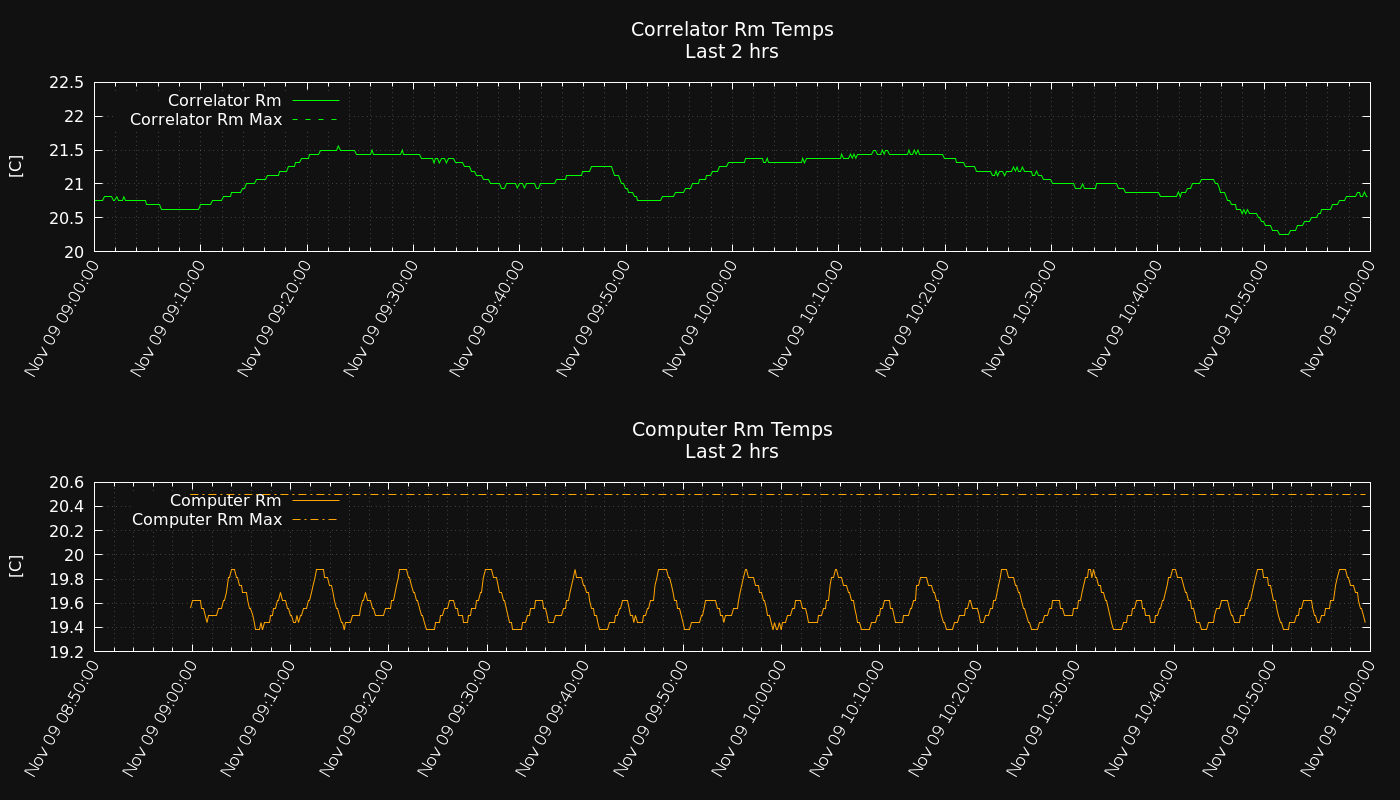 Correlator Rm Temps
Last 2 hrs
22.5
22
21.5
21
20.5
20
[C]
Correlator Rm
Correlator Rm Max
Nov 09 09:00:00
Nov 09 09:10:00
Nov 09 09:20:00
Nov 09 09:30:00
Nov 09 09:40:00
Nov 09 09:50:00
Nov 09 10:00:00
Nov 09 10:10:00
Nov 09 10:20:00
Nov 09 10:30:00
Nov 09 10:40:00
Nov 09 10:50:00
Nov 09 11:00:00
Computer Rm Temps
Last 2 hrs
20.6
20.4
20.2
20
19.8
19.6
19.4
19.2
[C]
Computer Rm
Computer Rm Max
Nov 09 08:50:00
Nov 09 09:00:00
Nov 09 09:10:00
Nov 09 09:20:00
Nov 09 09:30:00
Nov 09 09:40:00
Nov 09 09:50:00
Nov 09 10:00:00
Nov 09 10:10:00
Nov 09 10:20:00
Nov 09 10:30:00
Nov 09 10:40:00
Nov 09 10:50:00
Nov 09 11:00:00